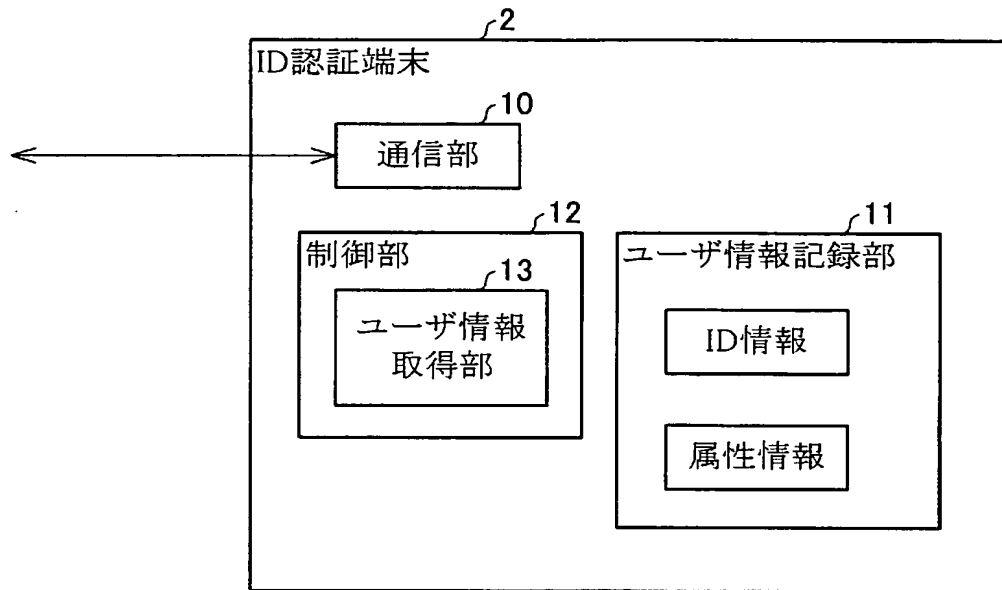 2
ID認証端末
10
通信部
12
制御部
13
ユーザ情報
取得部
11
ユーザ情報記録部
ID情報
属性情報